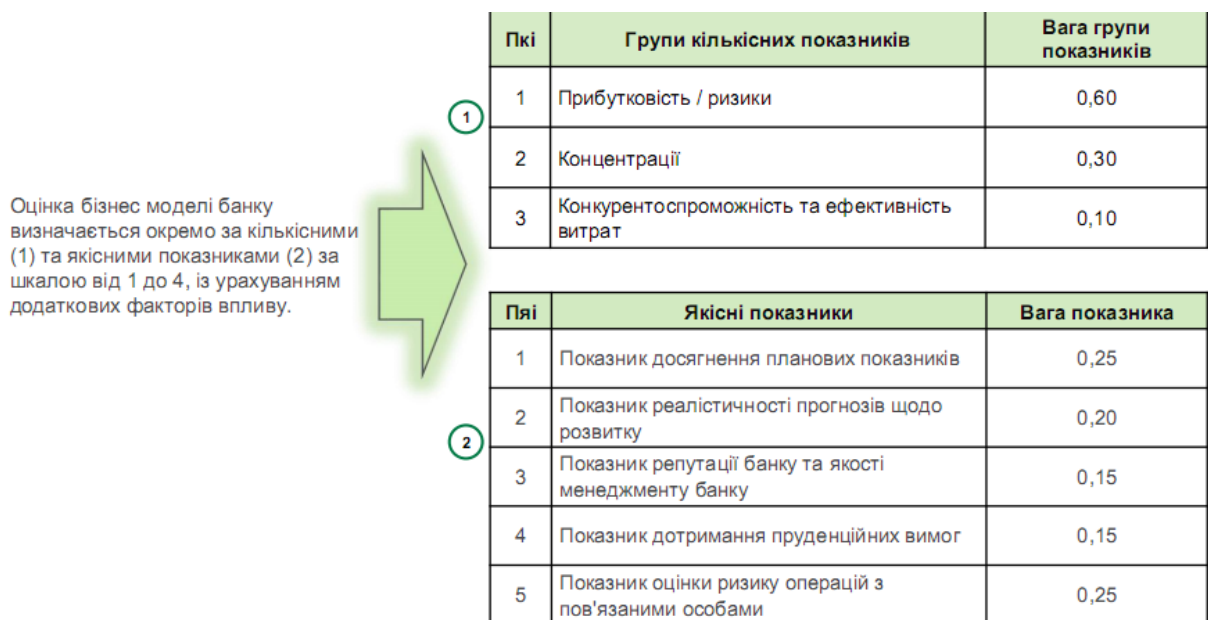 Пкі Групи кількісних показників Вага групи
показників
1 Прибутковість / ризики 0,60
1
2 Концентрації 0,30
3 Конкурентоспроможність та ефективність
витрат 0,10
Оцінка бізнес моделі банку
визначається окремо за кількісними
(1) та якісними показниками (2) за
шкалою від 1 до 4, із урахуванням
додаткових факторів впливу.
Пяі Якісні показники Вага показника
1 Показник досягнення планових показників 0,25
2 Показник реалістичності прогнозів щодо
розвитку 0,20
2
3 Показник репутації банку та якості
менеджменту банку 0,15
4 Показник дотримання пруденційних вимог 0,15
5 Показник оцінки ризику операцій з
пов'язаними особами 0,25